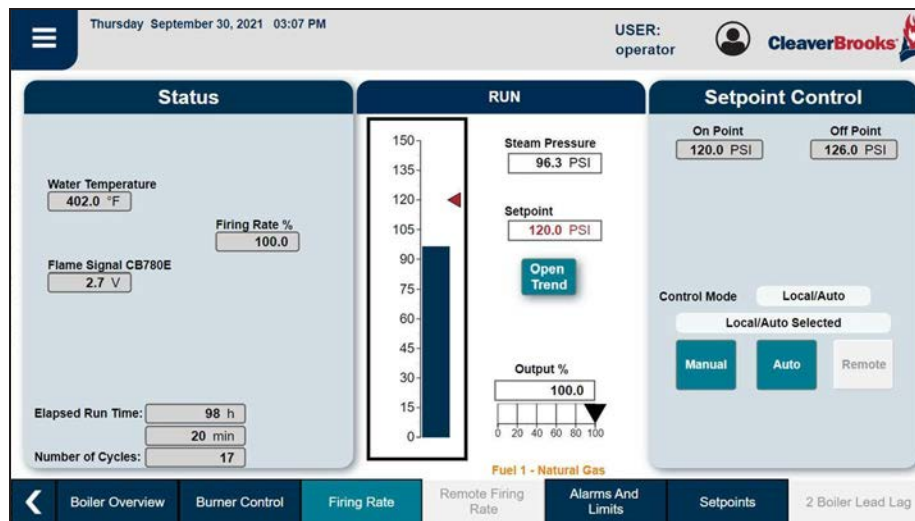 Thursday September 30, 2021 03:07 PM
USER:
operator
CleaverBrooks
Status
Water Temperature
402.0 °F
Firing Rate %
100.0
Flame Signal CB780E
2.7 V
Elapsed Run Time:
98 h
20 min
Number of Cycles:
17
RUN
150
135
120
105
90
75
60
45
30
15
0
Steam Pressure
96.3 PSI
Setpoint
120.0 PSI
Open
Trend
Output %
100.0
0 20 40 60 80 100
Fuel 1 - Natural Gas
Setpoint Control
On Point
Off Point
120.0 PSI
126.0 PSI
Control Mode
Local/Auto
Local/Auto Selected
Manual
Auto
Remote
Boiler Overview
Burner Control
Firing Rate
Remote Firing
Rate
Alarms And
Limits
Setpoints
2 Boiler Lead Lag